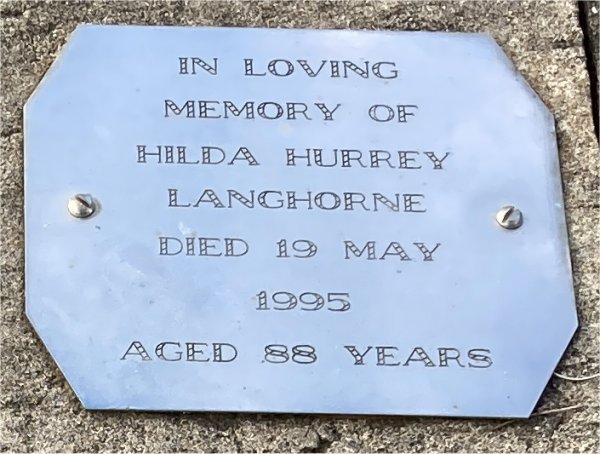 IN LOVING
MEMORY OF
HILDA HURREY
LANGHORNE
DIED 19 MAY
1995
AGED 88 YEARS